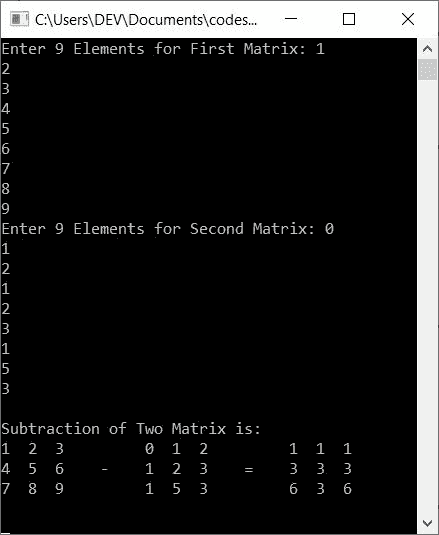 C:\Users\DEV\Documents\codes...
Enter 9 Elements for First Matrix: 1
2
3
4
5
6
7
8
9
Enter 9 Elements for Second Matrix: 0
1
2
1
2
3
1
5
3
Subtraction of Two Matrix is:
1  2  3        0  1  2        1  1  1
4  5  6    -    1  2  3    =    3  3  3
7  8  9        1  5  3        6  3  6